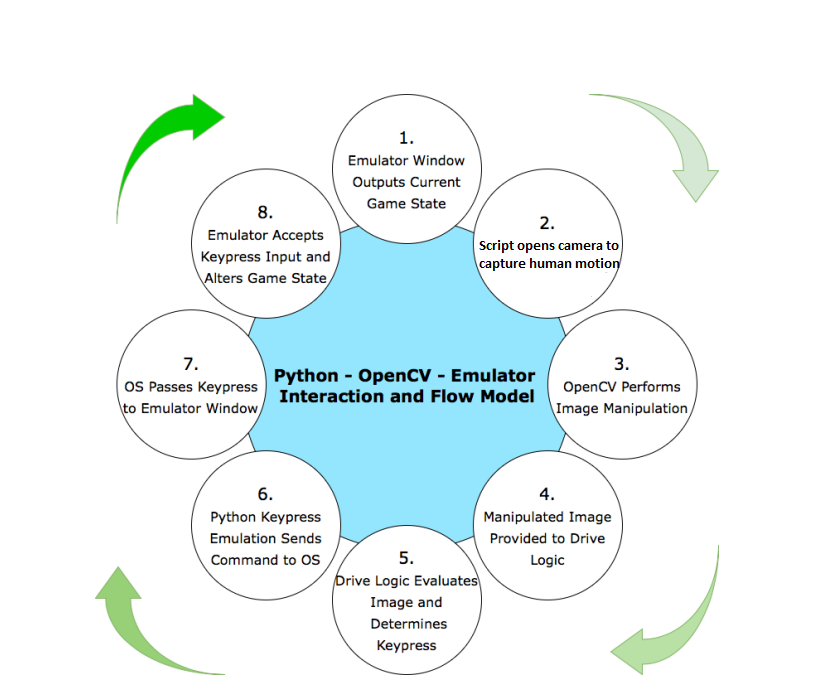 1.
Emulator Window
Outputs Current
Game State
2.
Script opens camera to
capture human motion
3.
OpenCV Performs
Image Manipulation
4.
Manipulated Image
Provided to Drive
Logic
5.
Drive Logic Evaluates
Image and
Determines
Keypress
6.
Python Keypress
Emulation Sends
Command to OS
7.
OS Passes Keypress
to Emulator Window
8.
Emulator Accepts
Keypress Input and
Alters Game State
Python - OpenCV - Emulator
Interaction and Flow Model